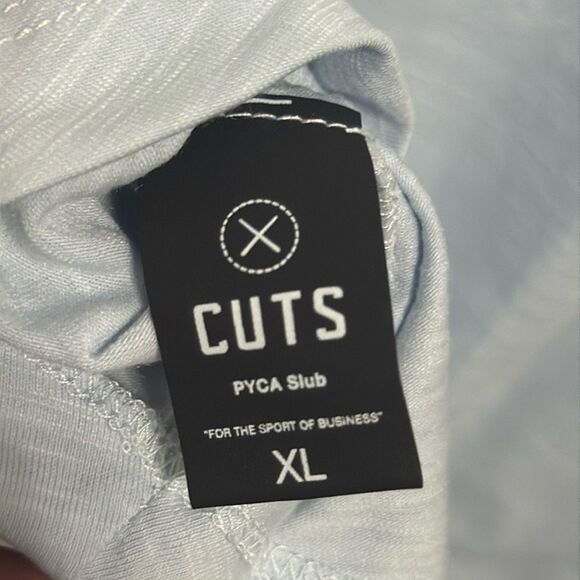 CUTS
PYCA Slub
"FOR THE SPORT OF BUSINESS"
XL